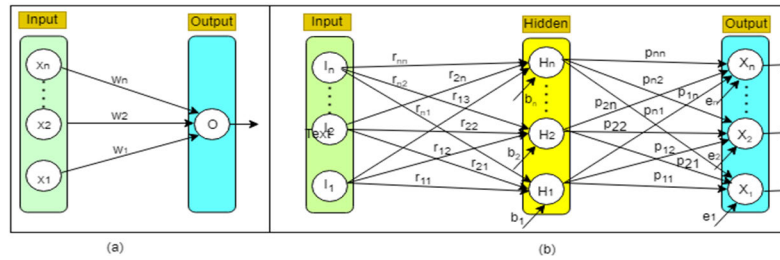 Input
Output
Xn
X2
X1
Wn
W2
W1
O
(a)
Input
Hidden
Output
In
I2
I1
Text
rnn
rn2
r2n
r13
rn1
r22
r12
r21
r11
bn
b2
b1
Hn
H2
H1
pnn
pn2
p1n
p2n
pn1
p22
p12
p21
p11
en
e2
e1
Xn
X2
X1
(b)